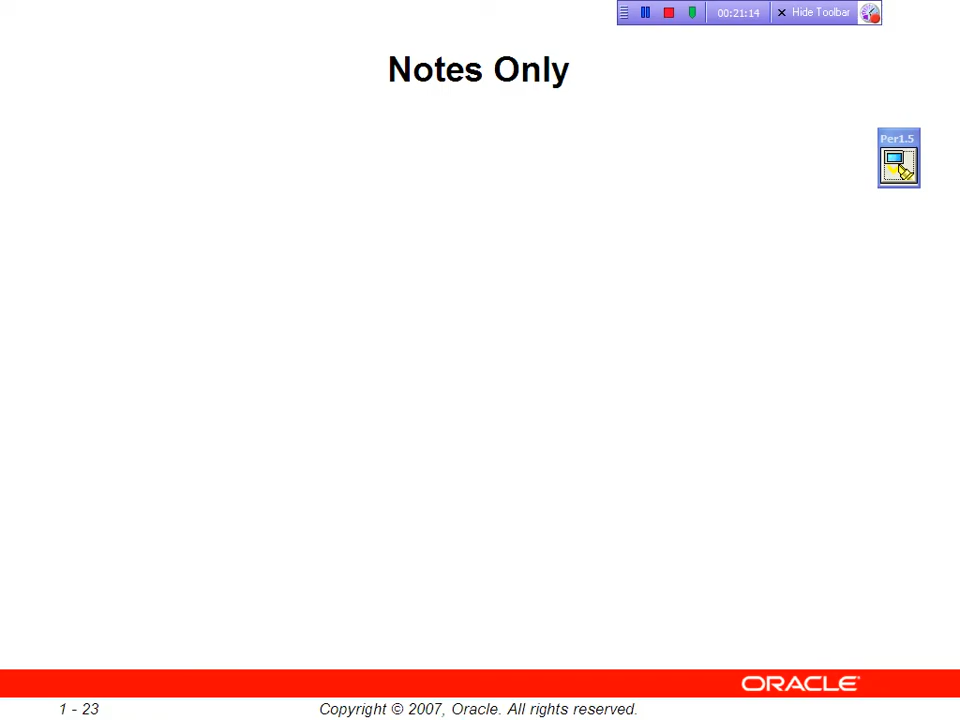 00:21:14
× Hide Toolbar
Notes Only
Per1.5
ORACLE
1 - 23
Copyright © 2007, Oracle. All rights reserved.